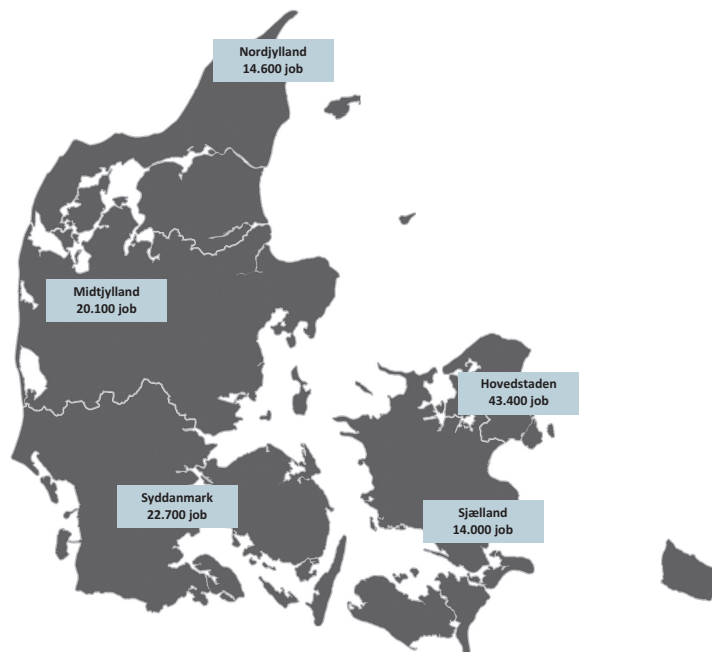 Nordjylland
14.600 job
Midtjylland
20.100 job
Hovedstaden
43.400 job
Syddanmark
22.700 job
Sjælland
14.000 job